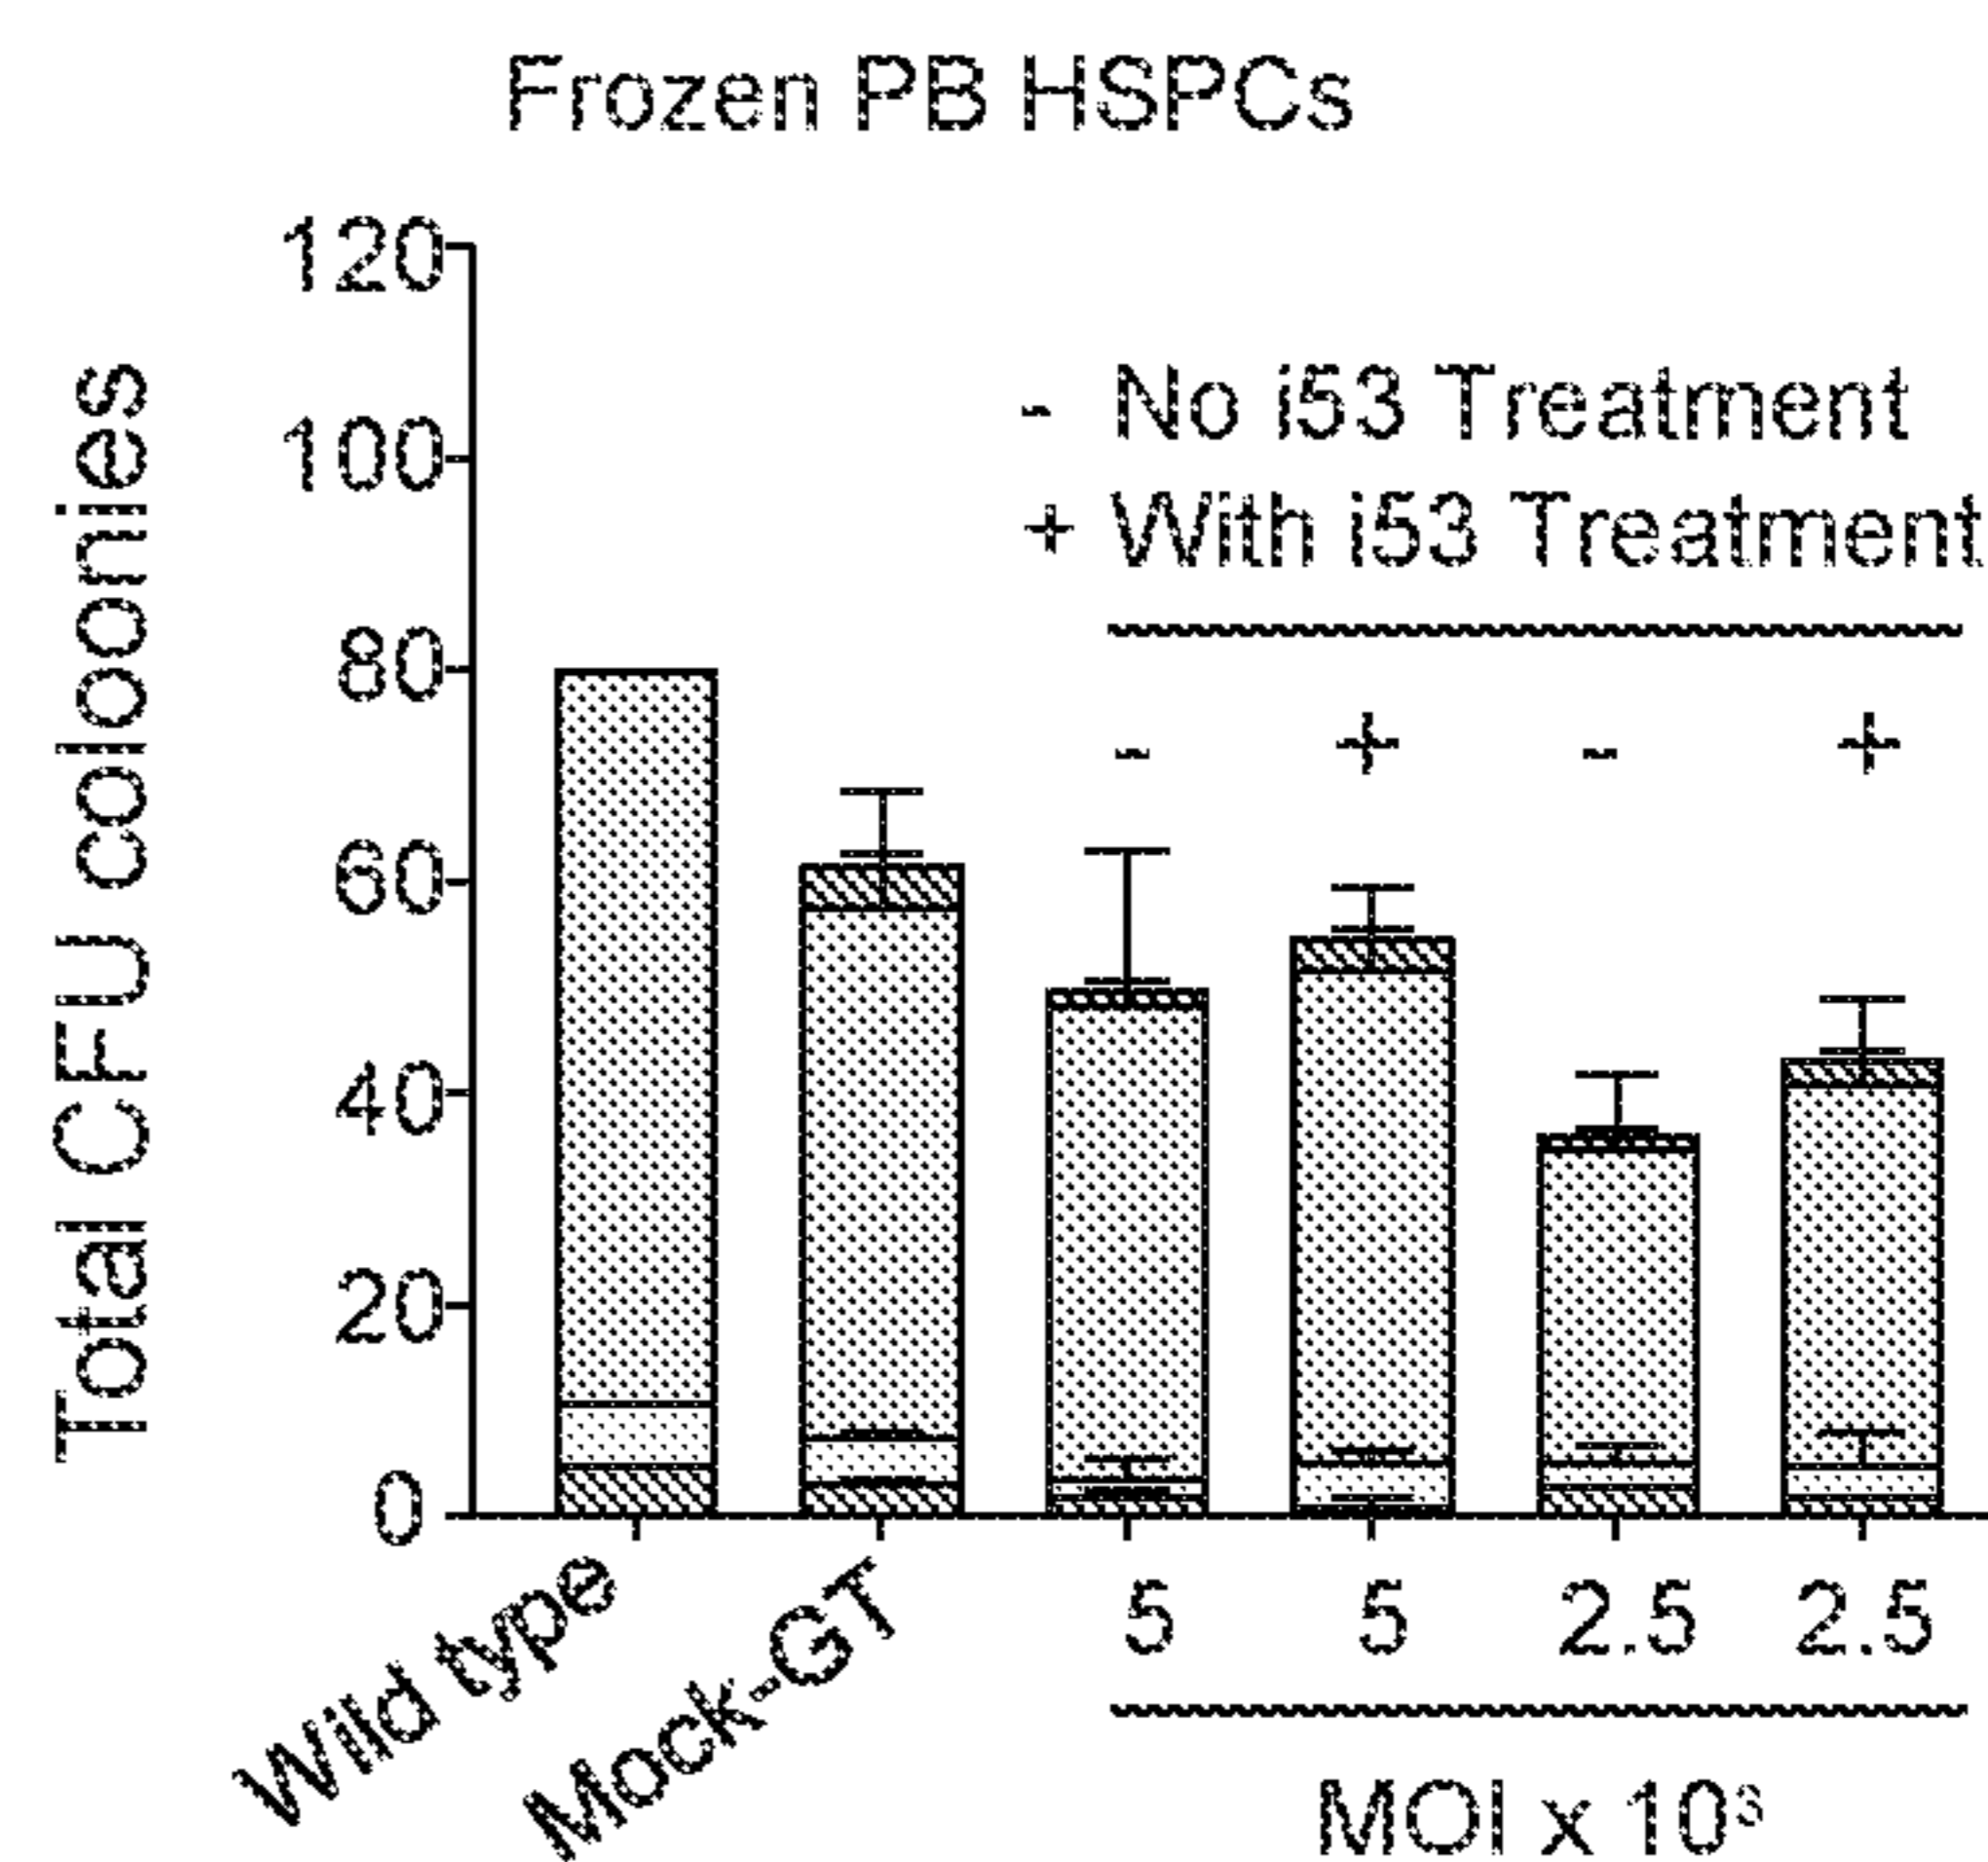 Frozen PB HSPCs
Total CFU colonies
120
100
80
60
40
20
0
- No i53 Treatment
+ With i53 Treatment
- + - +
Wild type
Mock-GT
5 5 2.5 2.5
MOI x 10³